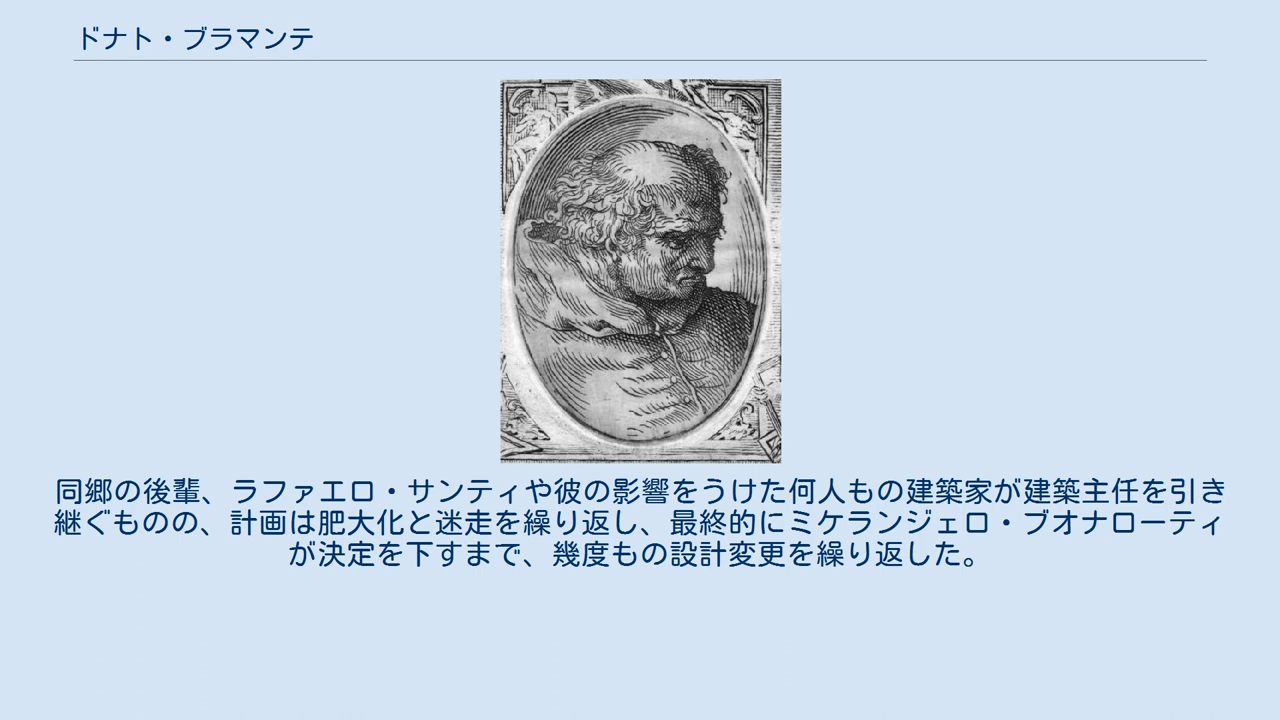 ドナト・ブラマンテ
同郷の後輩、ラファエロ・サンティや彼の影響をうけた何人もの建築家が建築主任を引き
継ぐものの、計画は肥大化と迷走を繰り返し、最終的にミケランジェロ・ブオナローティ
が決定を下すまで、幾度もの設計変更を繰り返した。